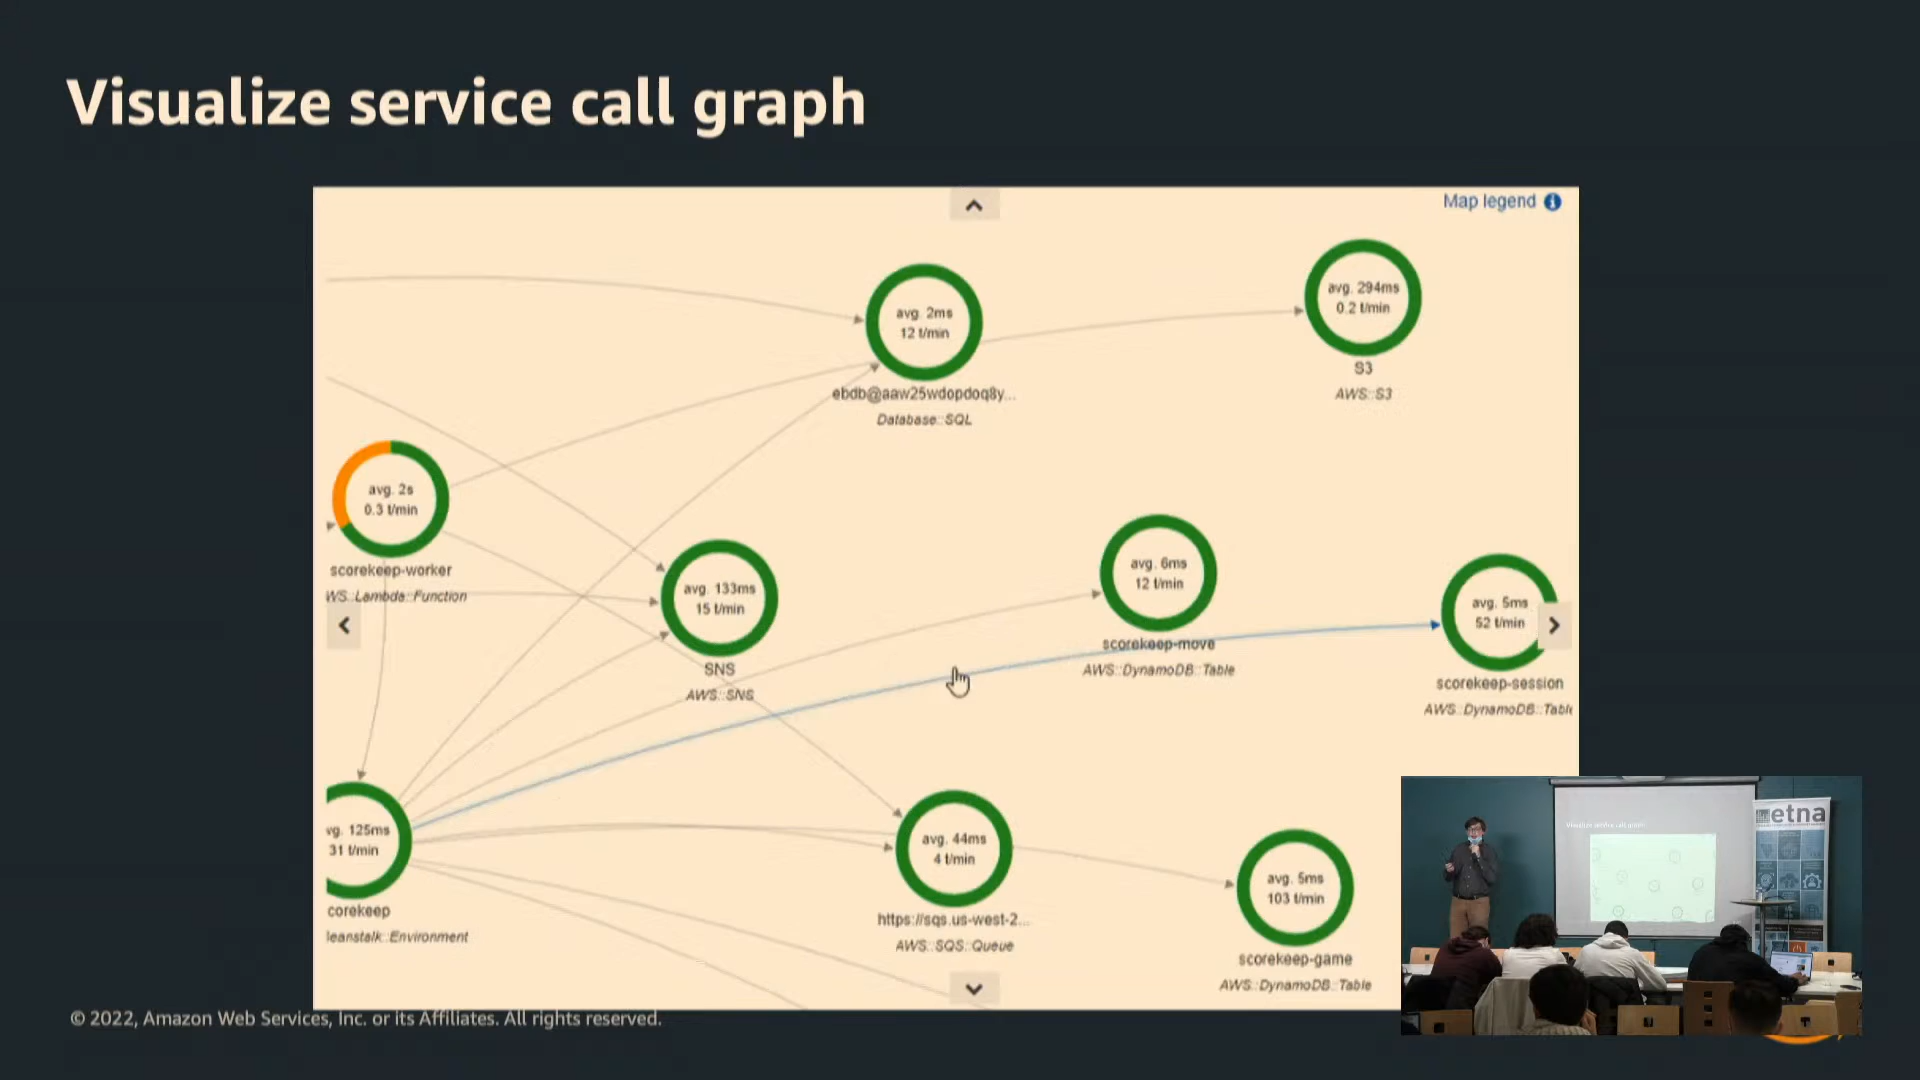 Visualize service call graph
Map legend
avg. 2ms
12 t/min
ebdb@aaw25wdopdoq8y...
Database::SQL
avg. 294ms
0.2 t/min
S3
AWS::S3
avg. 2s
0.3 t/min
scorekeep-worker
WS::Lambda::Function
avg. 133ms
15 t/min
SNS
AWS::SNS
avg. 6ms
12 t/min
scorekeep-move
AWS::DynamoDB::Table
avg. 5ms
52 t/min
scorekeep-session
AWS::DynamoDB::Table
vg. 125ms
31 t/min
corekeep
leanstalk::Environment
avg. 44ms
4 t/min
https://sqs.us-west-2...
AWS::SQS::Queue
avg. 5ms
103 t/min
scorekeep-game
AWS::DynamoDB::Table
Visualize service call graph
etna
© 2022, Amazon Web Services, Inc. or its Affiliates. All rights reserved.